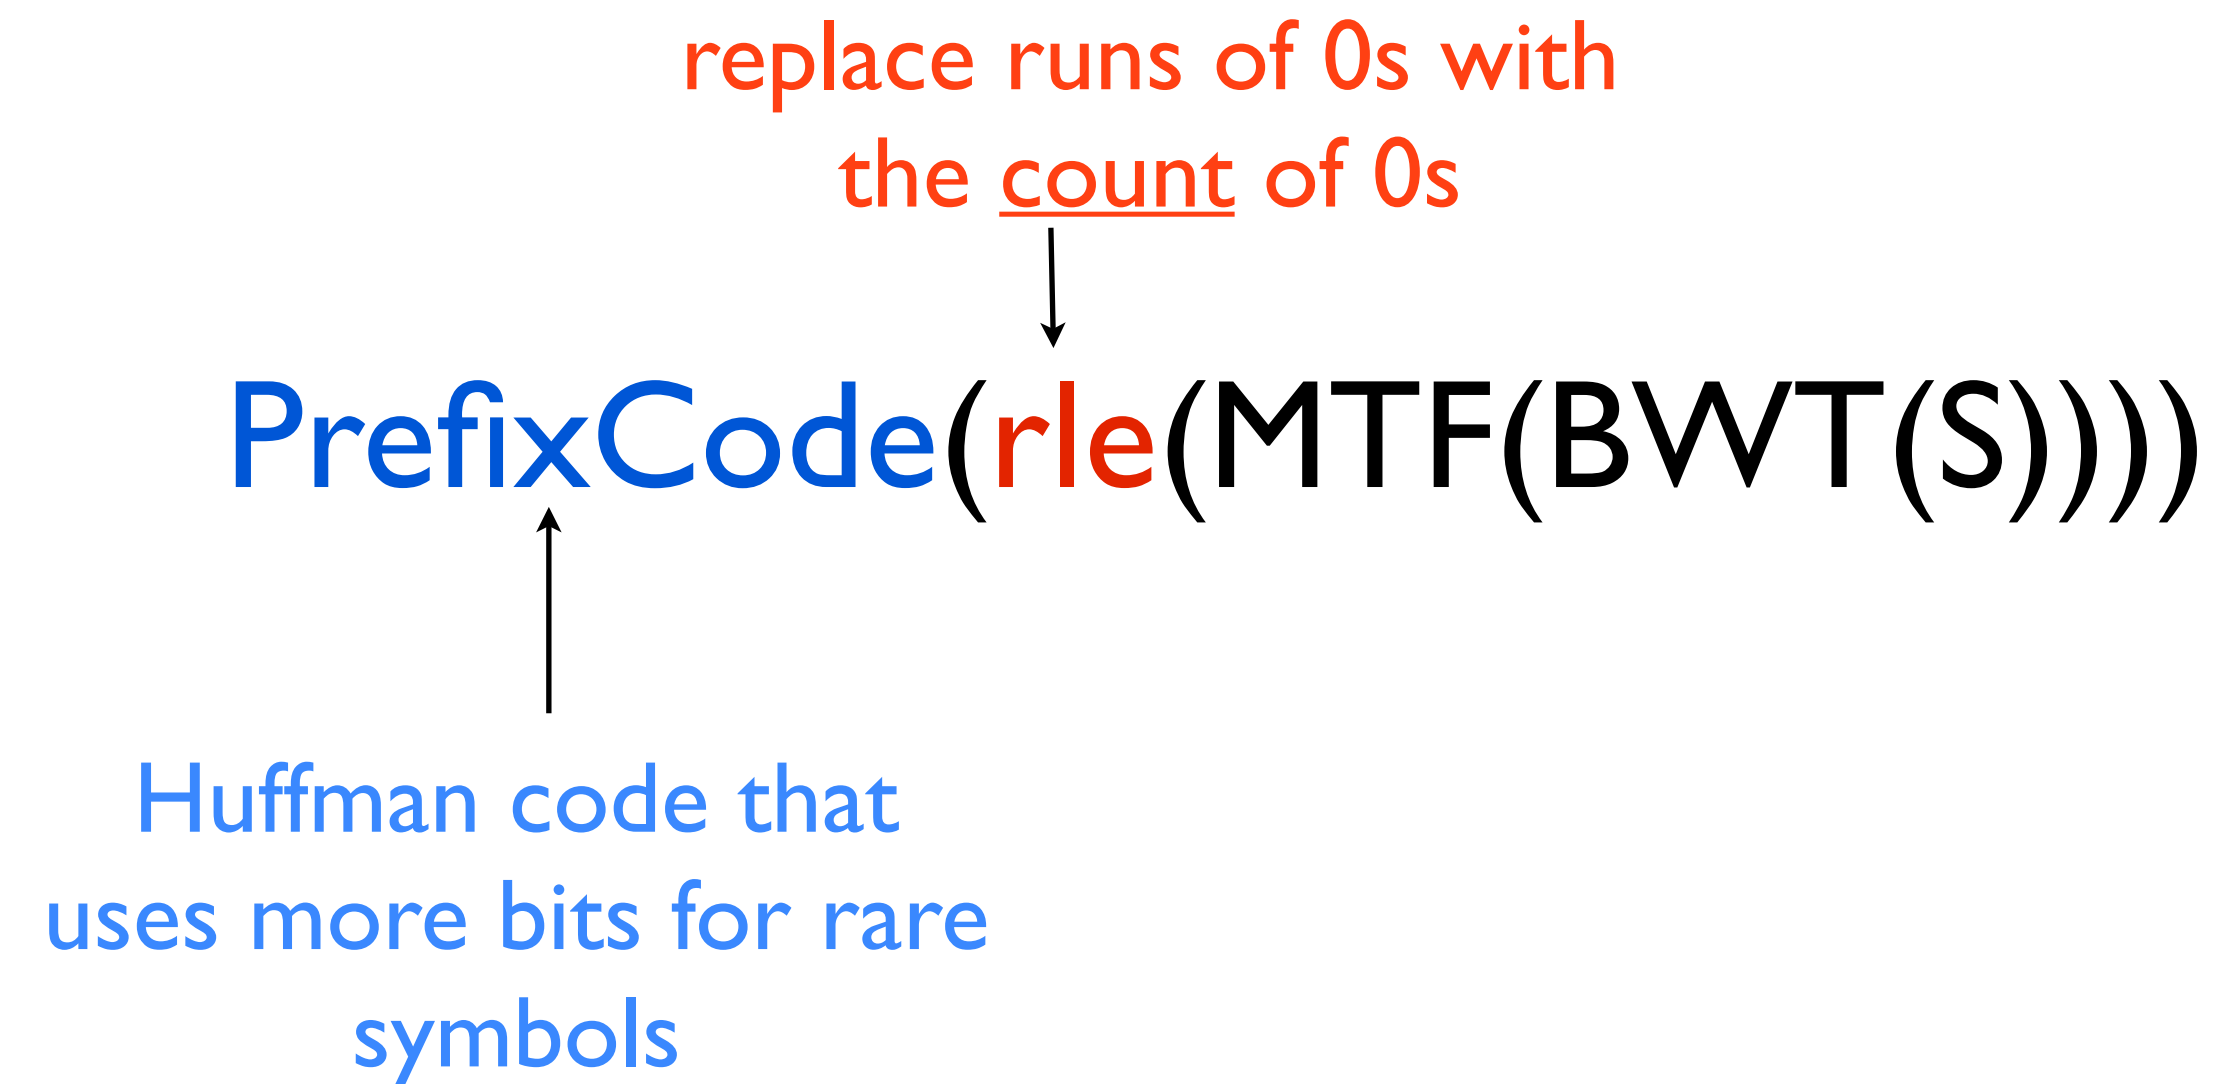 replace runs of 0s with
the count of 0s
PrefixCode(rle(MTF(BWT(S))))
Huffman code that
uses more bits for rare
symbols